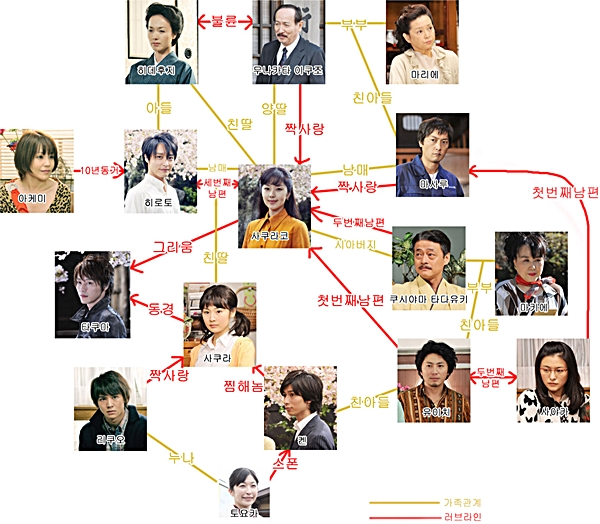 불륜
부부
히데후지
무나카타 이쿠조
마리에
아들
친딸
양딸
짝사랑
친아들
아케미
10년동거
히로토
남매
세번째
남편
사쿠라코
남매
짝사랑
마사루
첫번째남편
두번째남편
시아버지
그리움
쿠시야마 타다유키
부부
마카에
타쿠마
동경
친딸
첫번째남편
친아들
사쿠라
짝사랑
찜해놈
리쿠오
켄
친아들
유이치
두번째
남편
사야카
누나
스폰
토요카
가족관계
러브라인